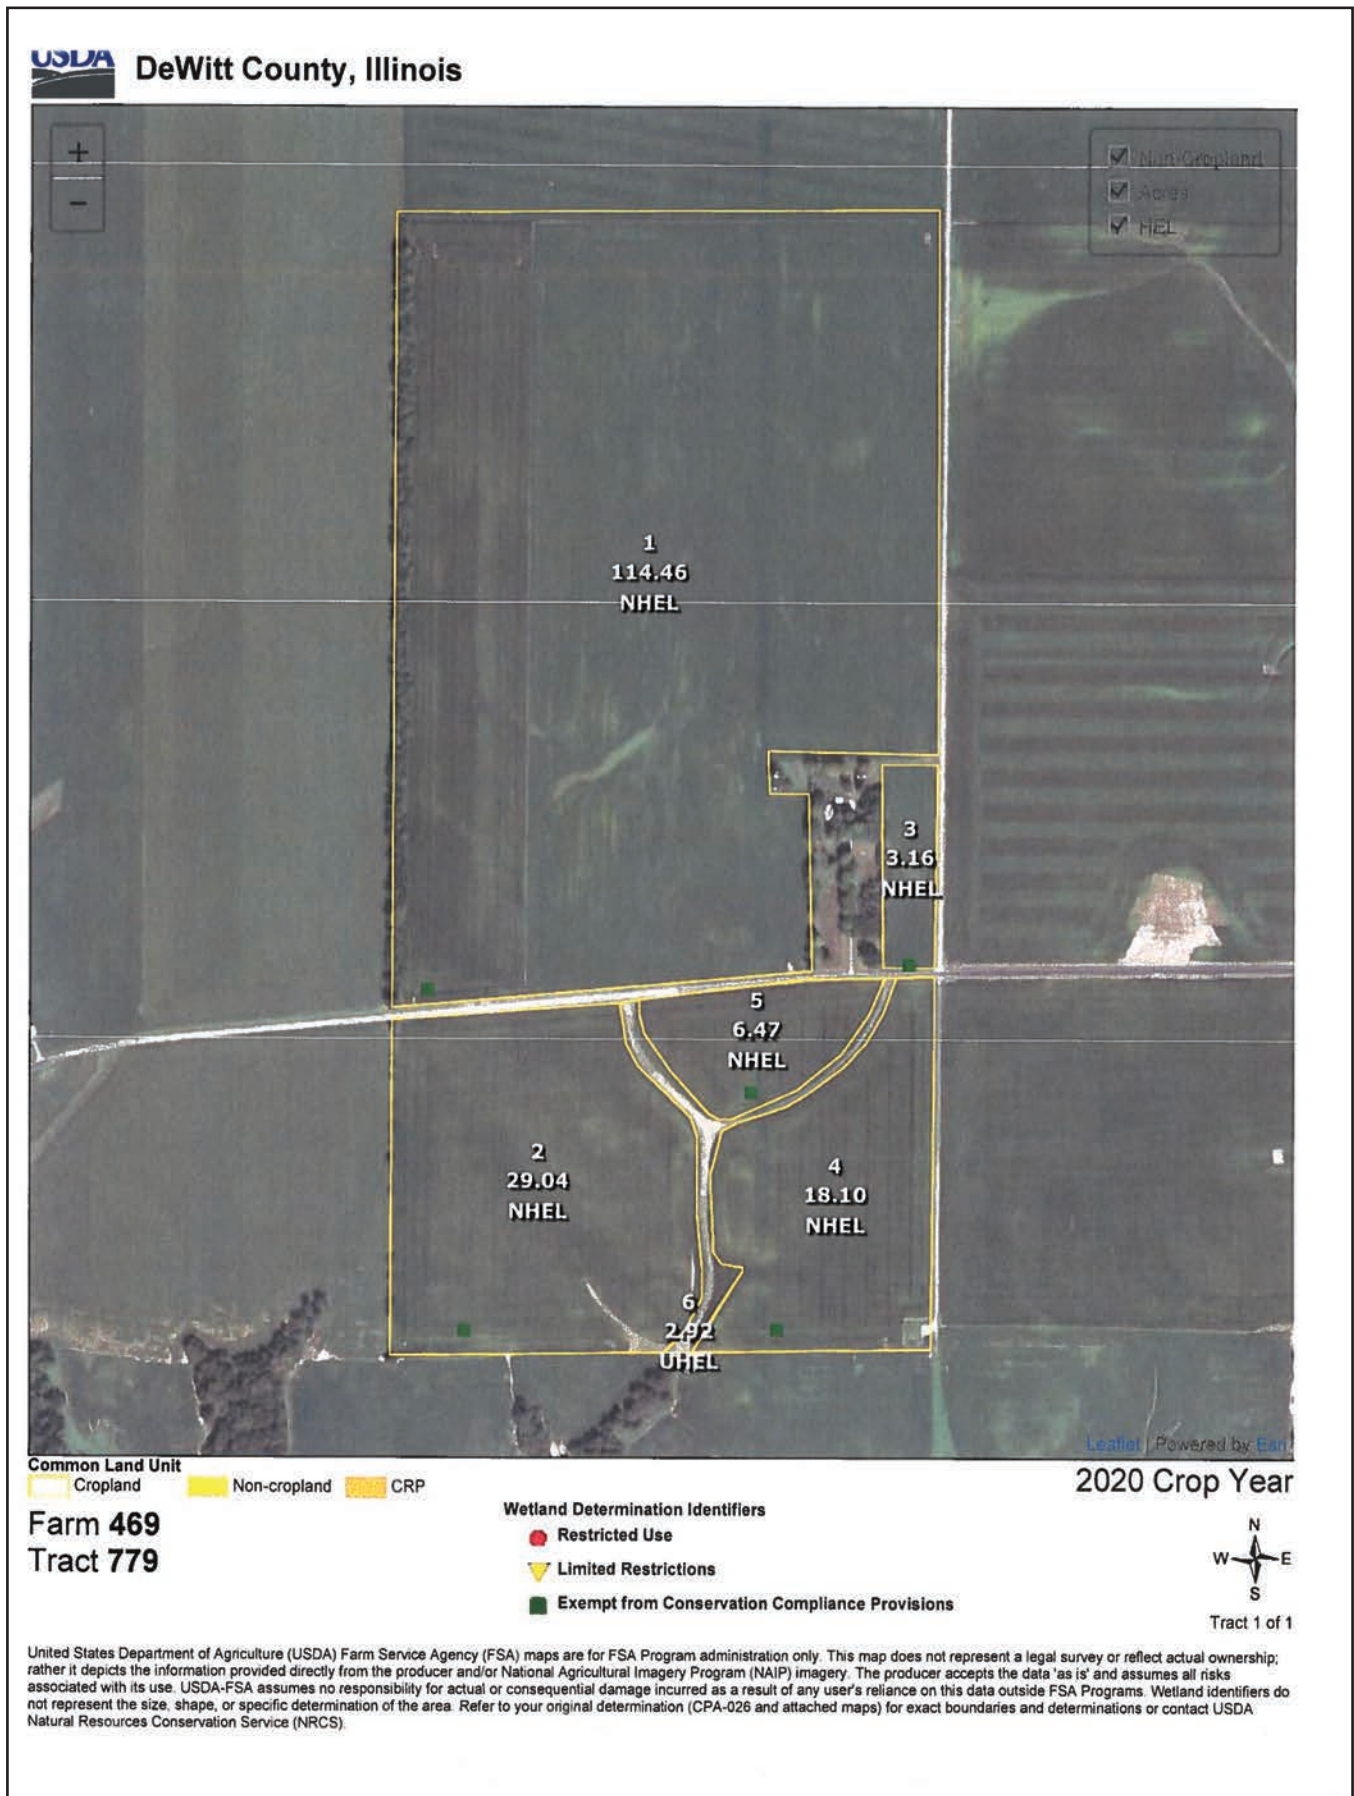 USDA
DeWitt County, Illinois
+
-
Non-Cropland
Acres
HEL
1
114.46
NHEL
3
3.16
NHEL
5
6.47
NHEL
2
29.04
NHEL
4
18.10
NHEL
6
2.92
UHEL
Leaflet | Powered by Esri
Common Land Unit
Cropland Non-cropland CRP
2020 Crop Year
Farm 469
Tract 779
Wetland Determination Identifiers
Restricted Use
Limited Restrictions
Exempt from Conservation Compliance Provisions
N
W E
S
Tract 1 of 1
United States Department of Agriculture (USDA) Farm Service Agency (FSA) maps are for FSA Program administration only. This map does not represent a legal survey or reflect actual ownership;
rather it depicts the information provided directly from the producer and/or National Agricultural Imagery Program (NAIP) imagery. The producer accepts the data 'as is' and assumes all risks
associated with its use. USDA-FSA assumes no responsibility for actual or consequential damage incurred as a result of any user's reliance on this data outside FSA Programs. Wetland identifiers do
not represent the size, shape, or specific determination of the area. Refer to your original determination (CPA-026 and attached maps) for exact boundaries and determinations or contact USDA
Natural Resources Conservation Service (NRCS).